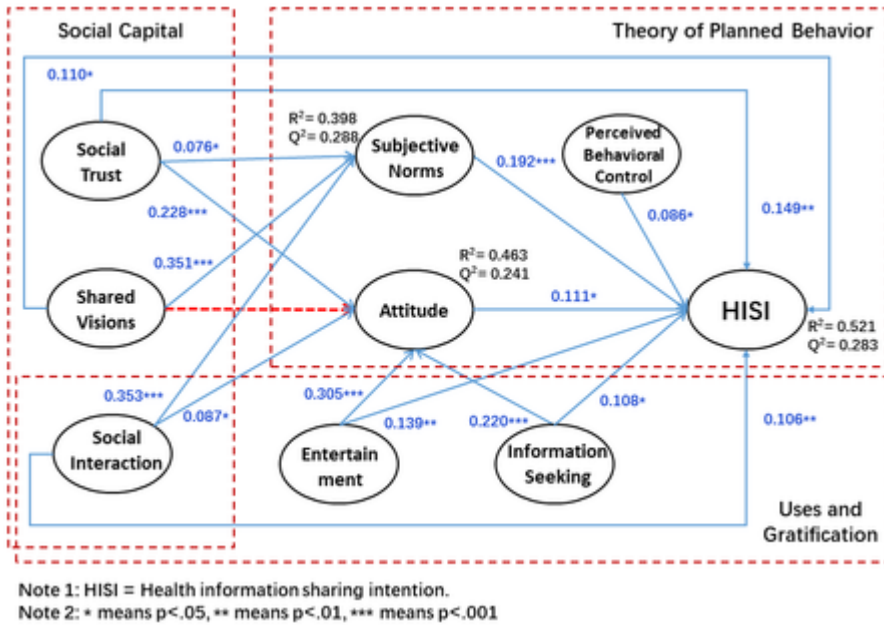 Social Capital
Theory of Planned Behavior
0.110*
R²= 0.398
Q²= 0.288
Social
Trust
0.076*
Subjective
Norms
Perceived
Behavioral
Control
0.192***
0.228***
0.086*
0.149**
0.351***
R²= 0.463
Q²= 0.241
Shared
Visions
Attitude
0.111*
HISI
R²= 0.521
Q²= 0.283
0.353***
0.087*
0.305***
0.139**
0.220***
0.108*
0.106**
Social
Interaction
Entertain
ment
Information
Seeking
Uses and
Gratification
Note 1: HISI = Health information sharing intention.
Note 2: * means p<.05, ** means p<.01, *** means p<.001